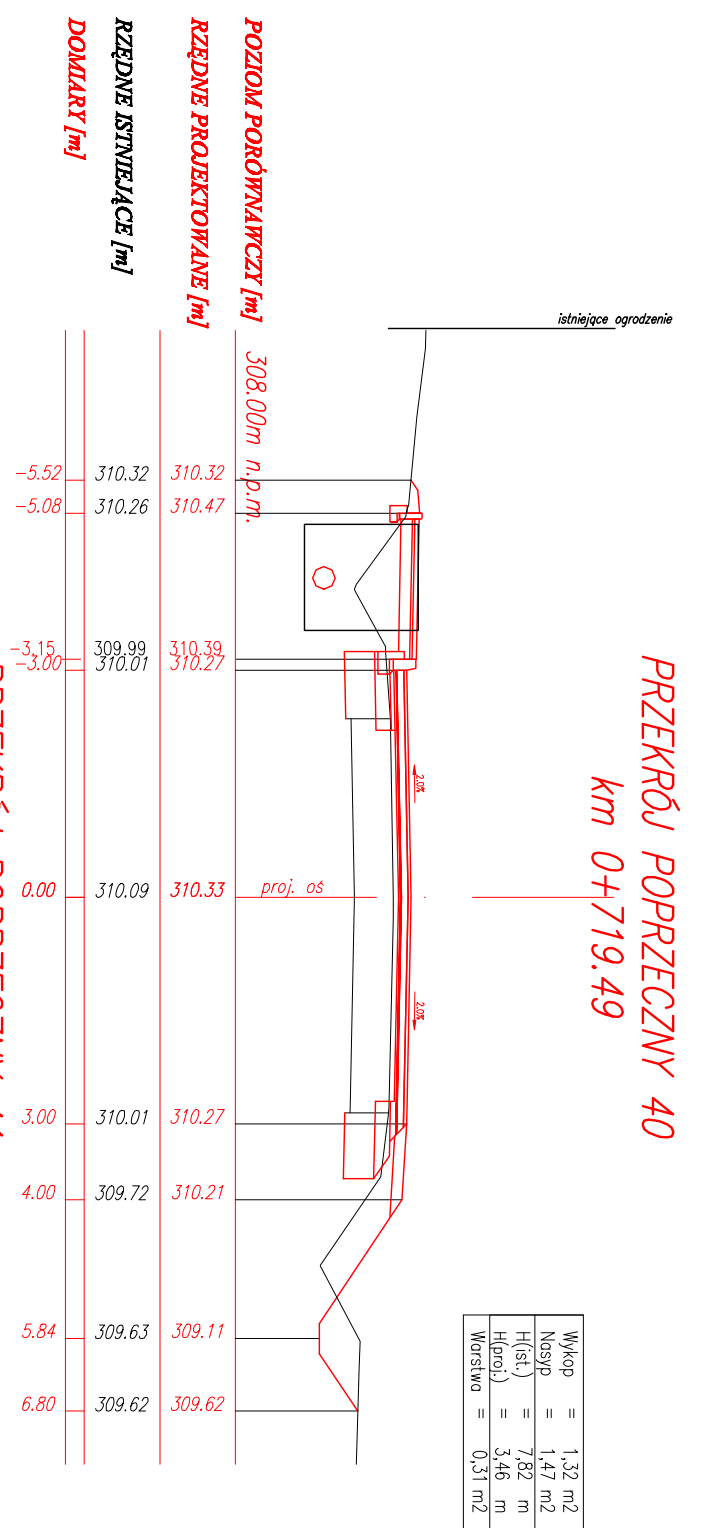 PRZEKRÓJ POPRZECZNY 40
km 0+719.49
istniejące ogrodzenie
Wykop = 1,32 m2
Nasyp = 1,47 m2
H(ist.) = 7,82 m
H(proj.) = 3,46 m
Warstwa = 0,31 m2
2.0% 2.0%
proj. oś
POZIOM PORÓWNAWCZY [m] 308.00m n.p.m.
RZĘDNE PROJEKTOWANE [m] 310.32 310.47 310.39 310.27 310.33 310.27 310.21 309.11 309.62
RZĘDNE ISTNIEJĄCE [m] 310.32 310.26 309.99 310.01 310.09 310.01 309.72 309.63 309.62
DOMIARY [m] -5.52 -5.08 -3.15 -3.00 0.00 3.00 4.00 5.84 6.80